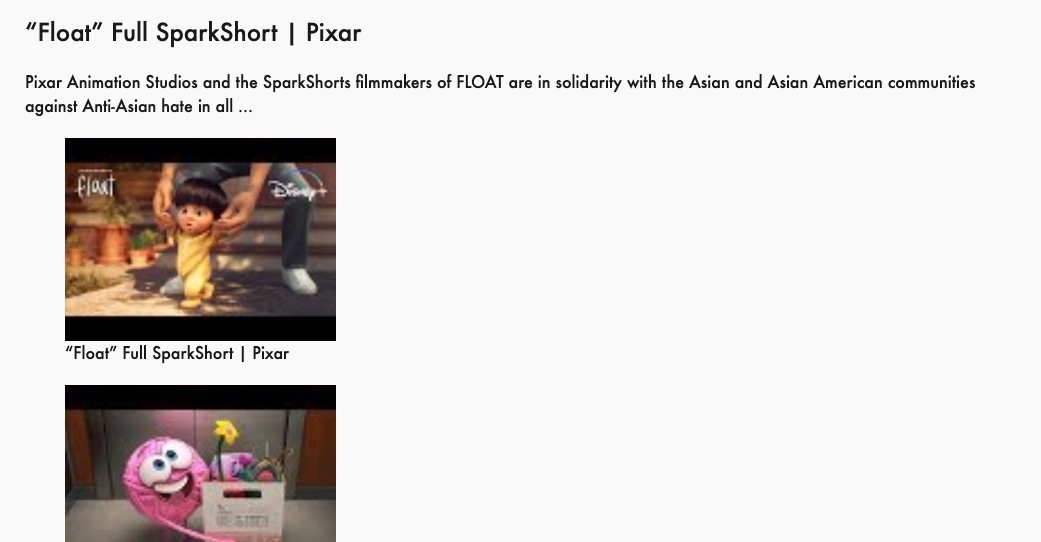 “Float” Full SparkShort | Pixar
Pixar Animation Studios and the SparkShorts filmmakers of FLOAT are in solidarity with the Asian and Asian American communities
against Anti-Asian hate in all ...
float
Disney+
“Float” Full SparkShort | Pixar